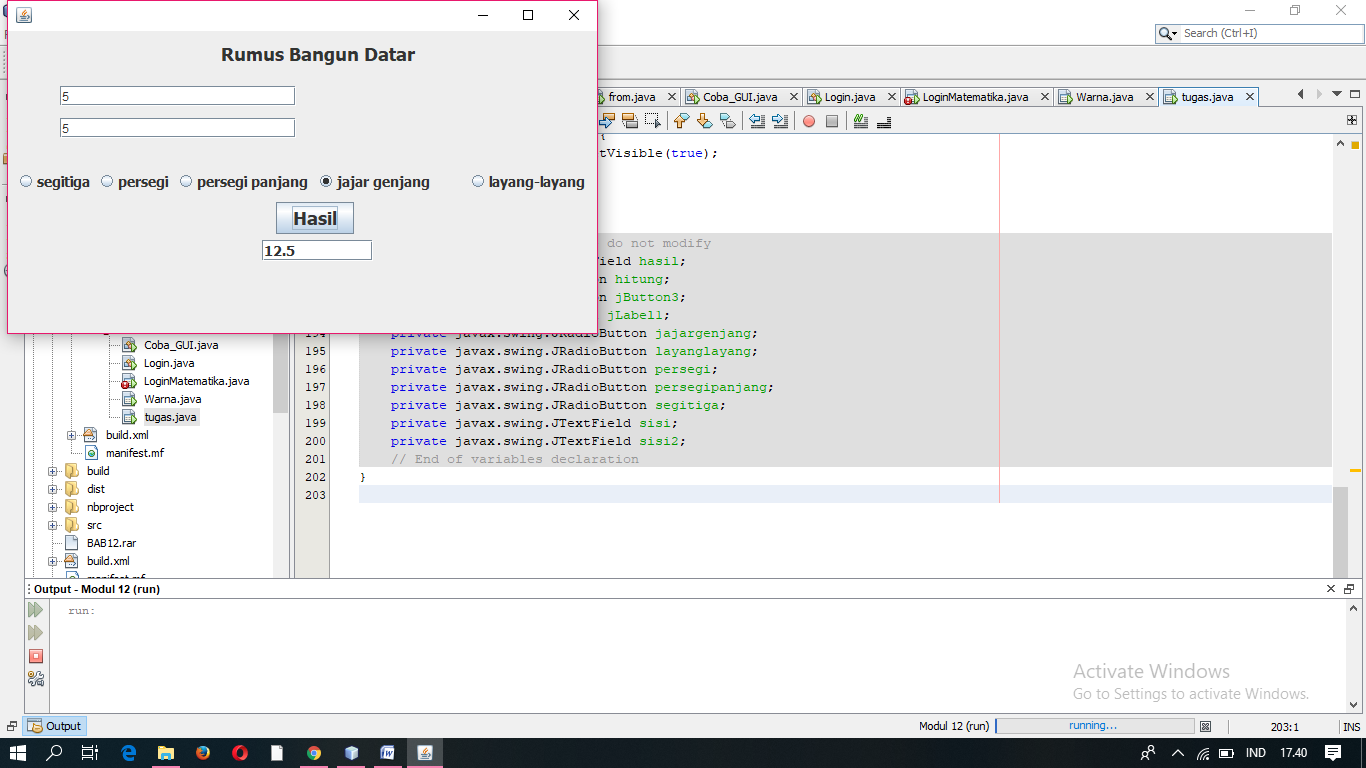 Rumus Bangun Datar
5
5
segitiga persegi persegi panjang jajar genjang layang-layang
Hasil
12.5
Search (Ctrl+I)
from.java Coba_GUI.java Login.java LoginMatematika.java Warna.java tugas.java
{
tVisible(true);
do not modify
ield hasil;
n hitung;
n jButton3;
jLabel1;
194 private javax.swing.JRadioButton jajargenjang;
195 private javax.swing.JRadioButton layanglayang;
196 private javax.swing.JRadioButton persegi;
197 private javax.swing.JRadioButton persegipanjang;
198 private javax.swing.JRadioButton segitiga;
199 private javax.swing.JTextField sisi;
200 private javax.swing.JTextField sisi2;
201 // End of variables declaration
202 }
203
Coba_GUI.java
Login.java
LoginMatematika.java
Warna.java
tugas.java
build.xml
manifest.mf
build
dist
nbproject
src
BAB12.rar
build.xml
manifest.mf
Output - Modul 12 (run)
run:
Activate Windows
Go to Settings to activate Windows.
Output
Modul 12 (run) running... 203:1 INS
IND 17.40